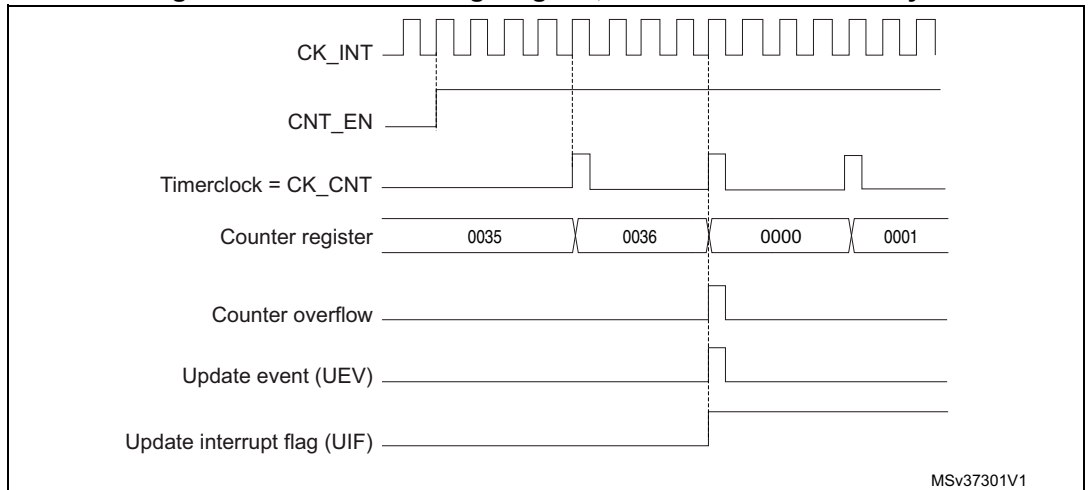 CK_INT
CNT_EN
Timerclock = CK_CNT
Counter register 0035 0036 0000 0001
Counter overflow
Update event (UEV)
Update interrupt flag (UIF)
MSv37301V1